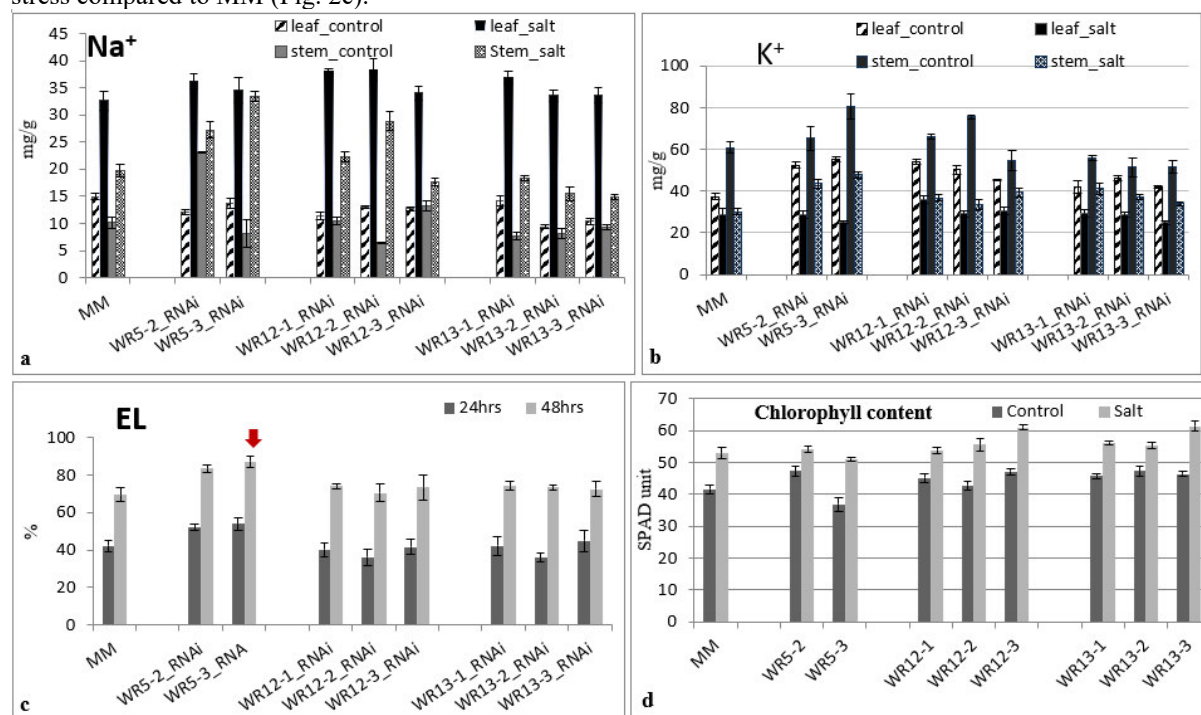 stress compared to MM (Fig. 2c).
Na+
leaf_control
leaf_salt
stem_control
Stem_salt
mg/g
45
40
35
30
25
20
15
10
5
0
MM
WR5-2_RNAi
WR5-3_RNAi
WR12-1_RNAi
WR12-2_RNAi
WR12-3_RNAi
WR13-1_RNAi
WR13-2_RNAi
WR13-3_RNAi
a
K+
leaf_control
leaf_salt
stem_control
stem_salt
mg/g
100
80
60
40
20
0
MM
WR5-2_RNAi
WR5-3_RNAi
WR12-1_RNAi
WR12-2_RNAi
WR12-3_RNAi
WR13-1_RNAi
WR13-2_RNAi
WR13-3_RNAi
b
EL
24hrs
48hrs
%
100
80
60
40
20
0
MM
WR5-2_RNAi
WR5-3_RNA
WR12-1_RNAi
WR12-2_RNAi
WR12-3_RNAi
WR13-1_RNAi
WR13-2_RNAi
WR13-3_RNAi
c
Chlorophyll content
Control
Salt
SPAD unit
70
60
50
40
30
20
10
0
MM
WR5-2
WR5-3
WR12-1
WR12-2
WR12-3
WR13-1
WR13-2
WR13-3
d